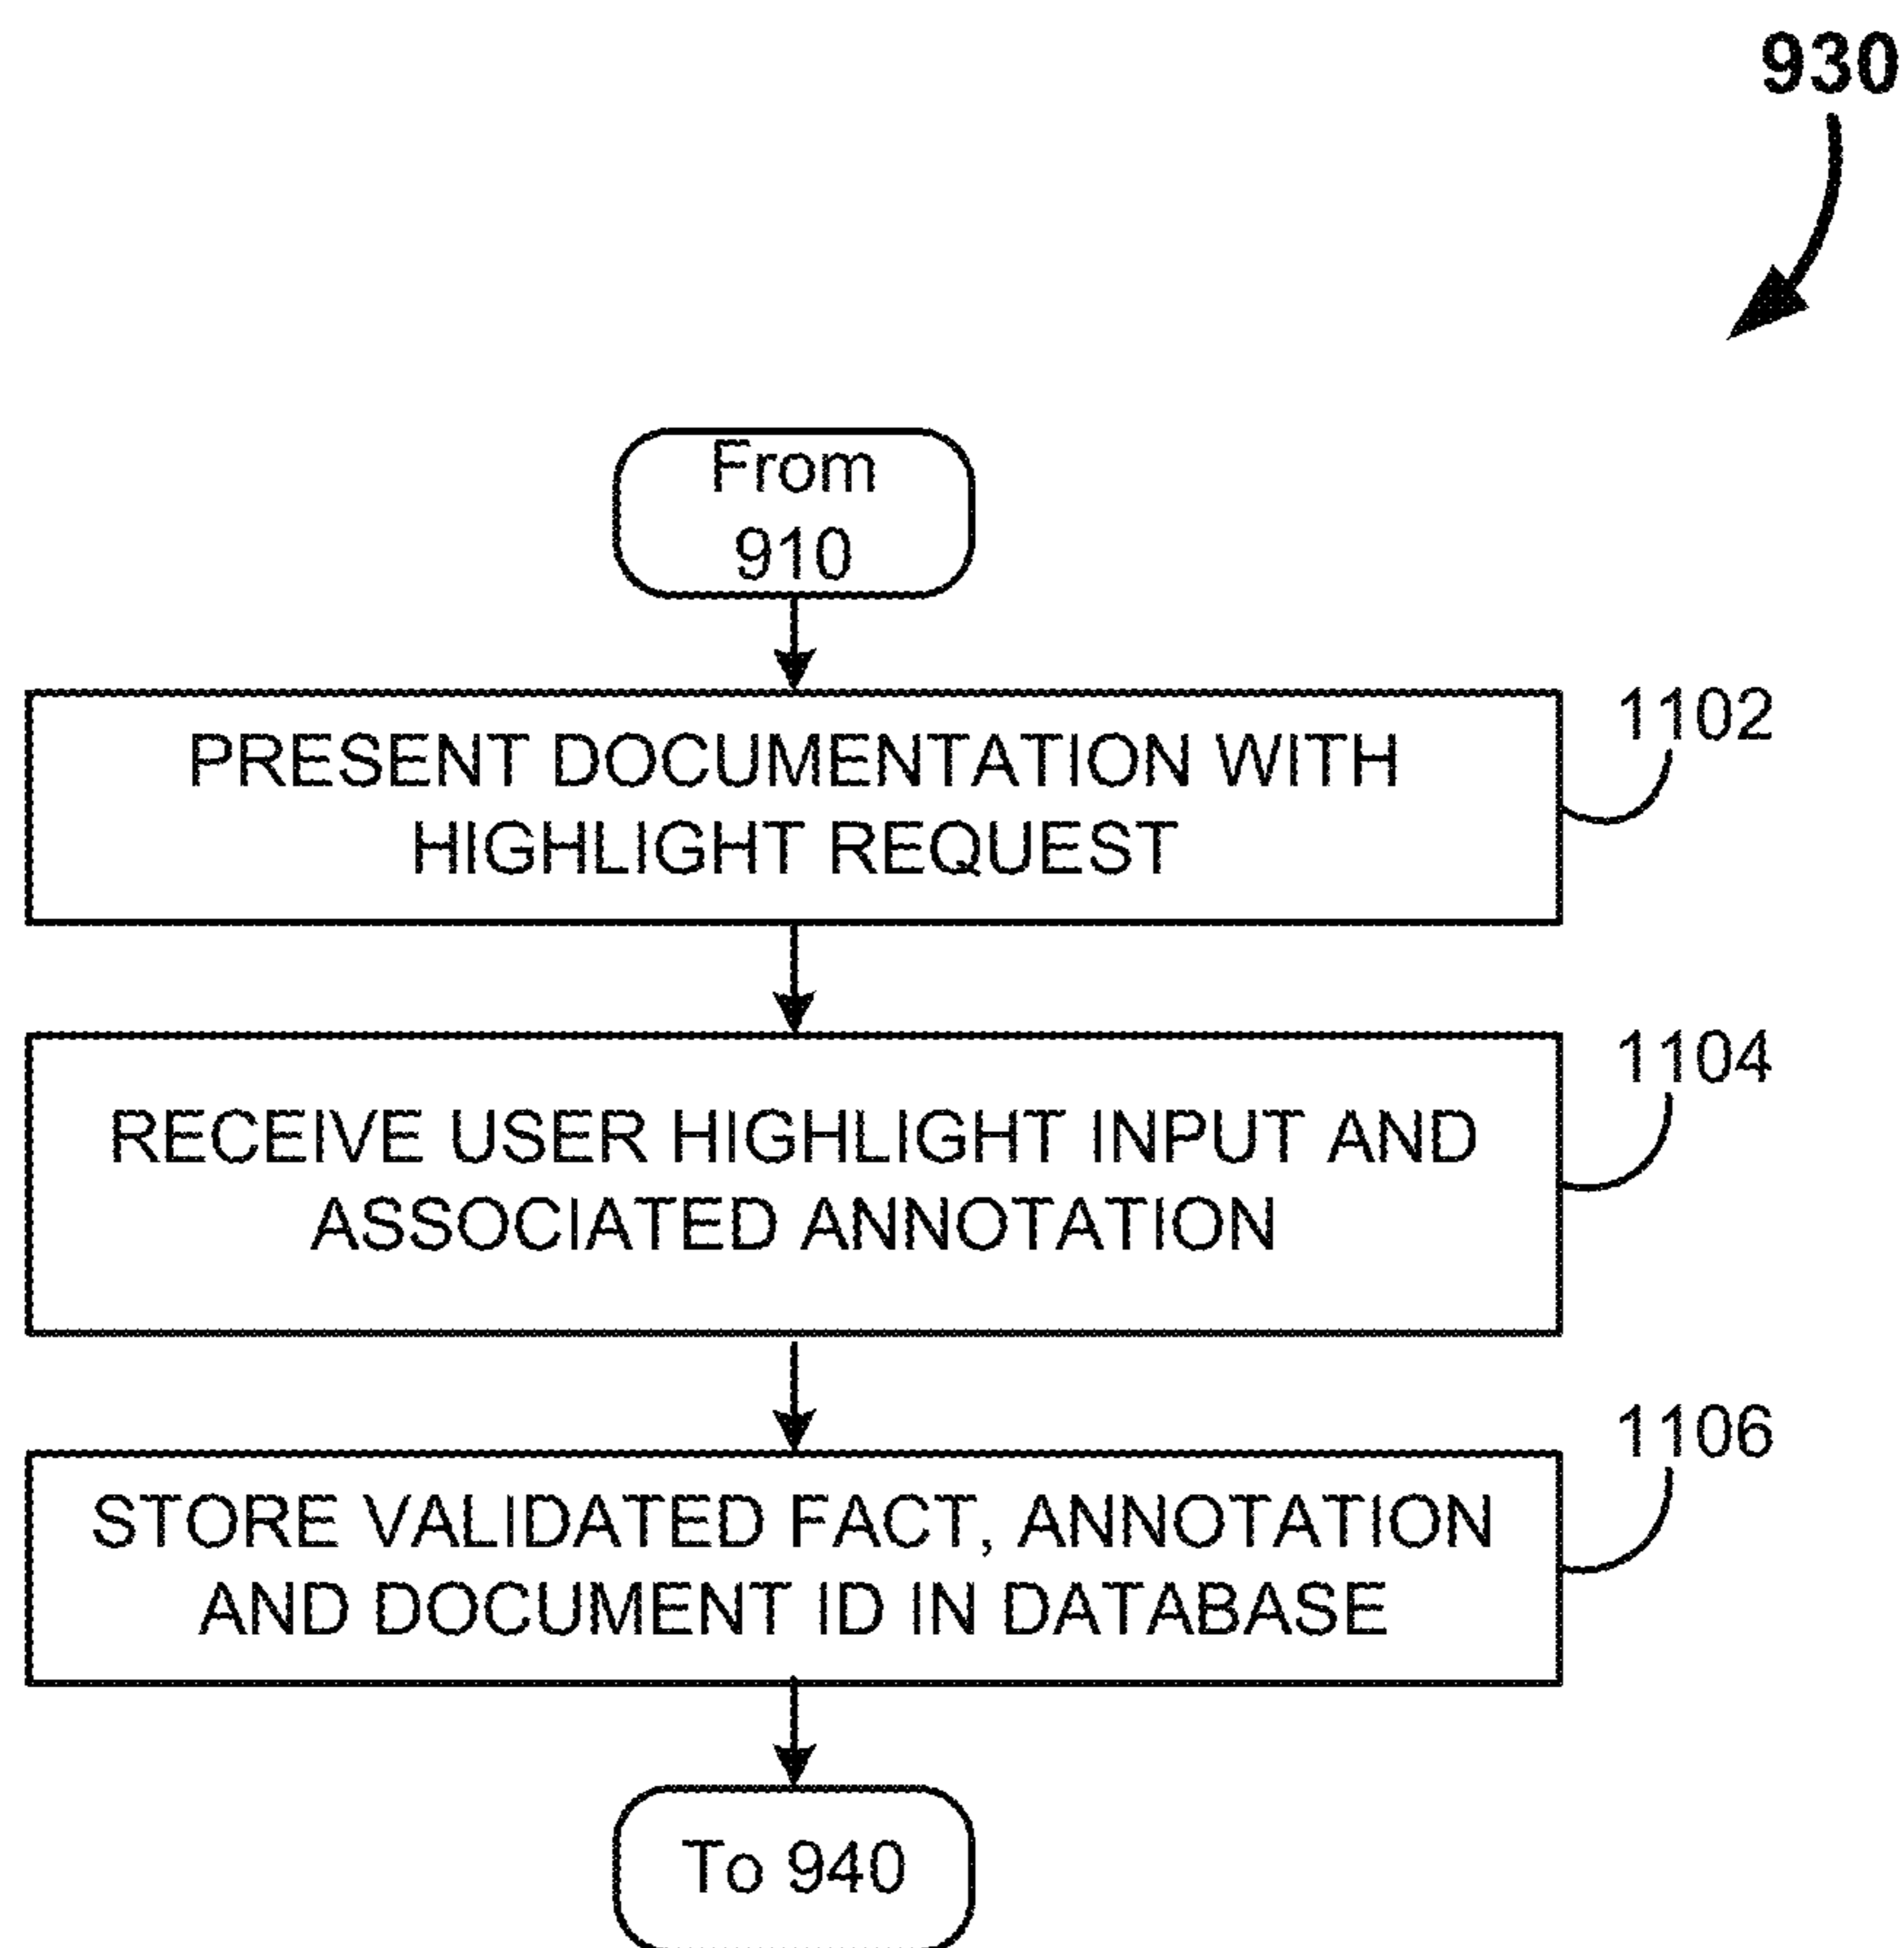 930
From
910
PRESENT DOCUMENTATION WITH
HIGHLIGHT REQUEST
1102
RECEIVE USER HIGHLIGHT INPUT AND
ASSOCIATED ANNOTATION
1104
STORE VALIDATED FACT, ANNOTATION
AND DOCUMENT ID IN DATABASE
1106
To 940